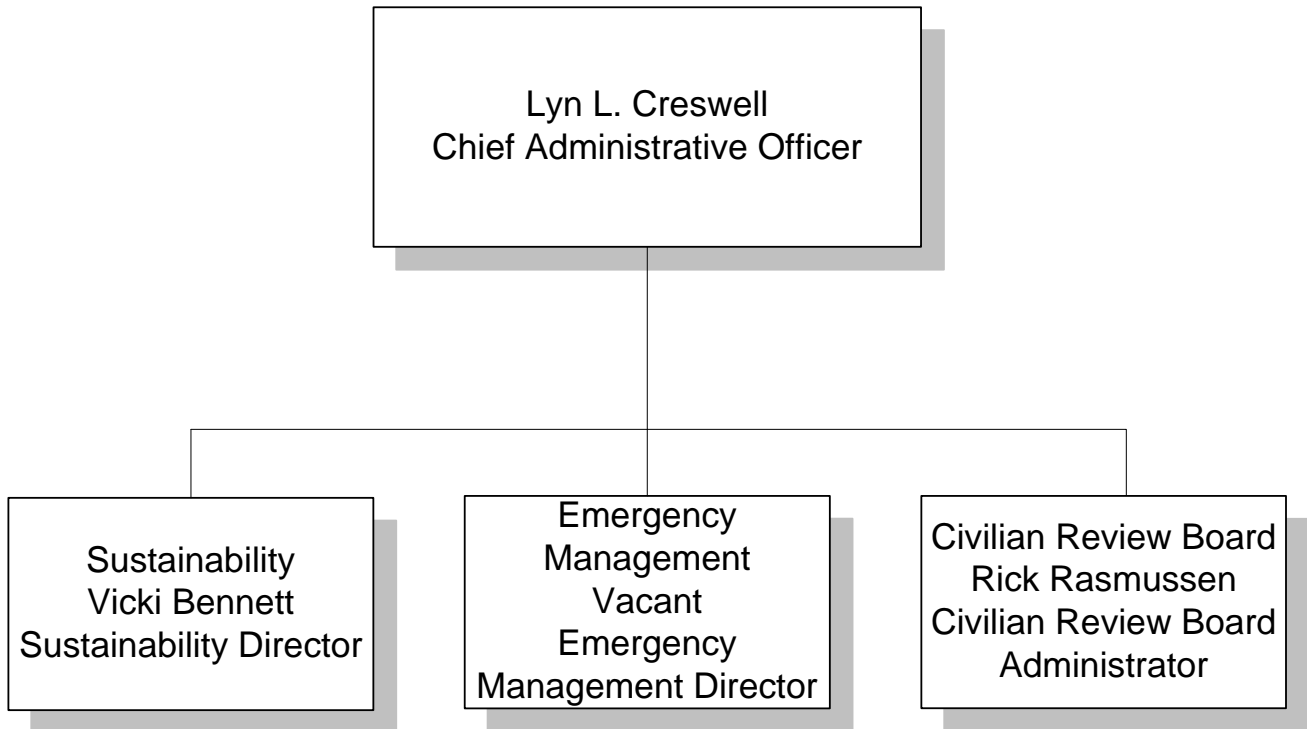 Lyn L. Creswell
Chief Administrative Officer
Sustainability
Vicki Bennett
Sustainability Director
Emergency
Management
Vacant
Emergency
Management Director
Civilian Review Board
Rick Rasmussen
Civilian Review Board
Administrator